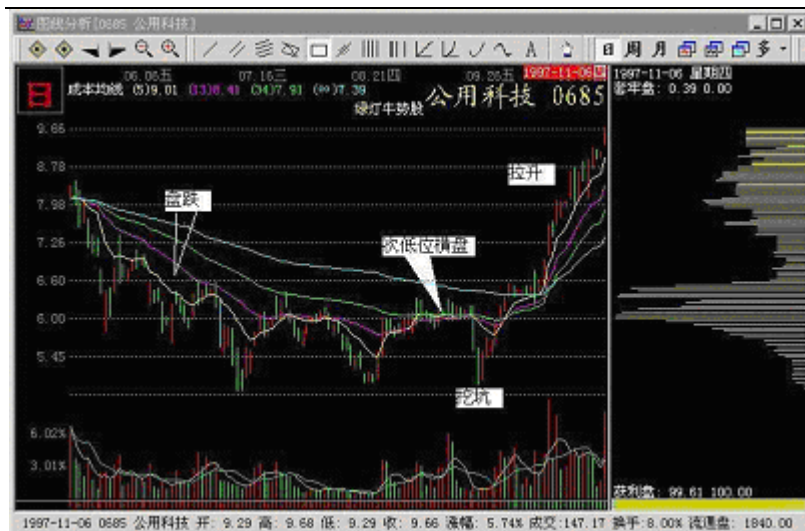 图线分析[0685 公用科技]
A 日 周 月 多
06.06五 07.16三 08.21四 09.26五 1997-11-06四
1997-11-06 星期四
日
成本均线 (5)9.01 (13)8.41 (34)7.91 (∞)7.39
套牢盘: 0.39 0.00
绿灯牛势股
公用科技 0685
9.66
8.78
拉升
7.98
盘跌
7.26
次低位横盘
6.60
6.00
5.45
挖坑
6.02%
3.01%
获利盘: 99.61 100.00
1997-11-06 0685 公用科技 开: 9.29 高: 9.68 低: 9.29 收: 9.66 涨幅: 5.74% 成交:147.17 换手:8.00% 流通盘: 1840.00